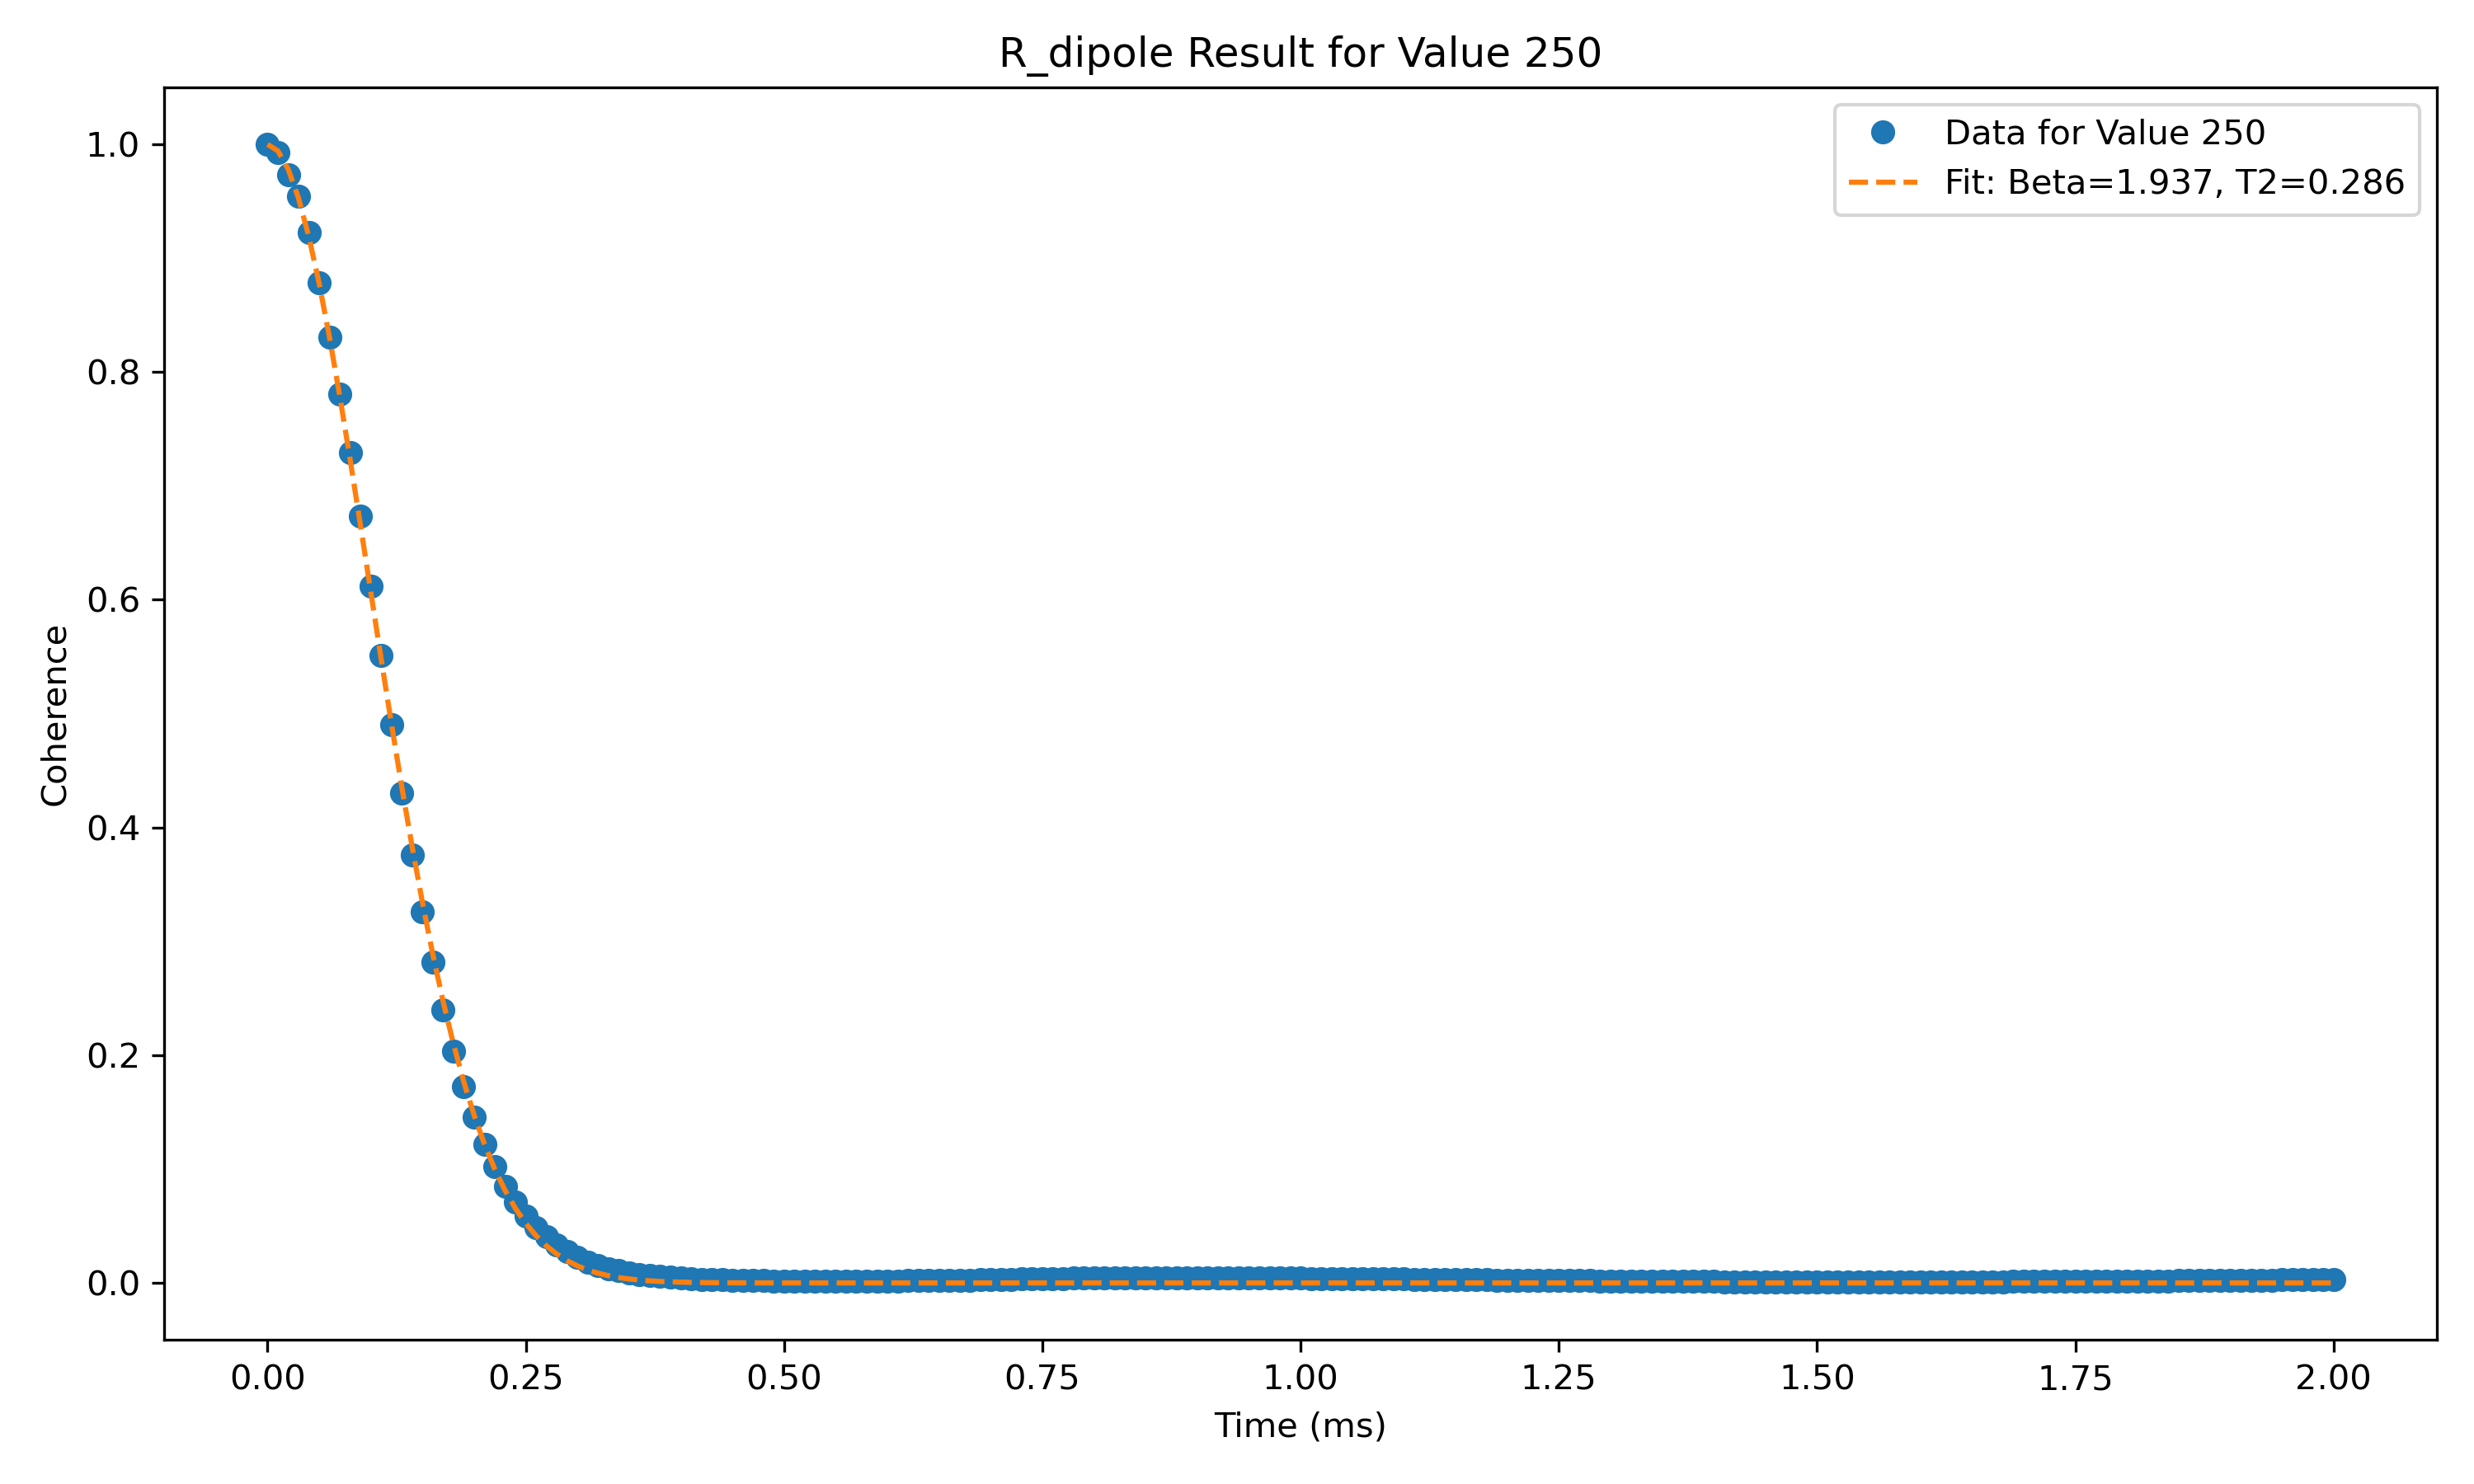 R_dipole Result for Value 250
Data for Value 250
Fit: Beta=1.937, T2=0.286
1.0
0.8
0.6
0.4
0.2
0.0
Coherence
0.00 0.25 0.50 0.75 1.00 1.25 1.50 1.75 2.00
Time (ms)